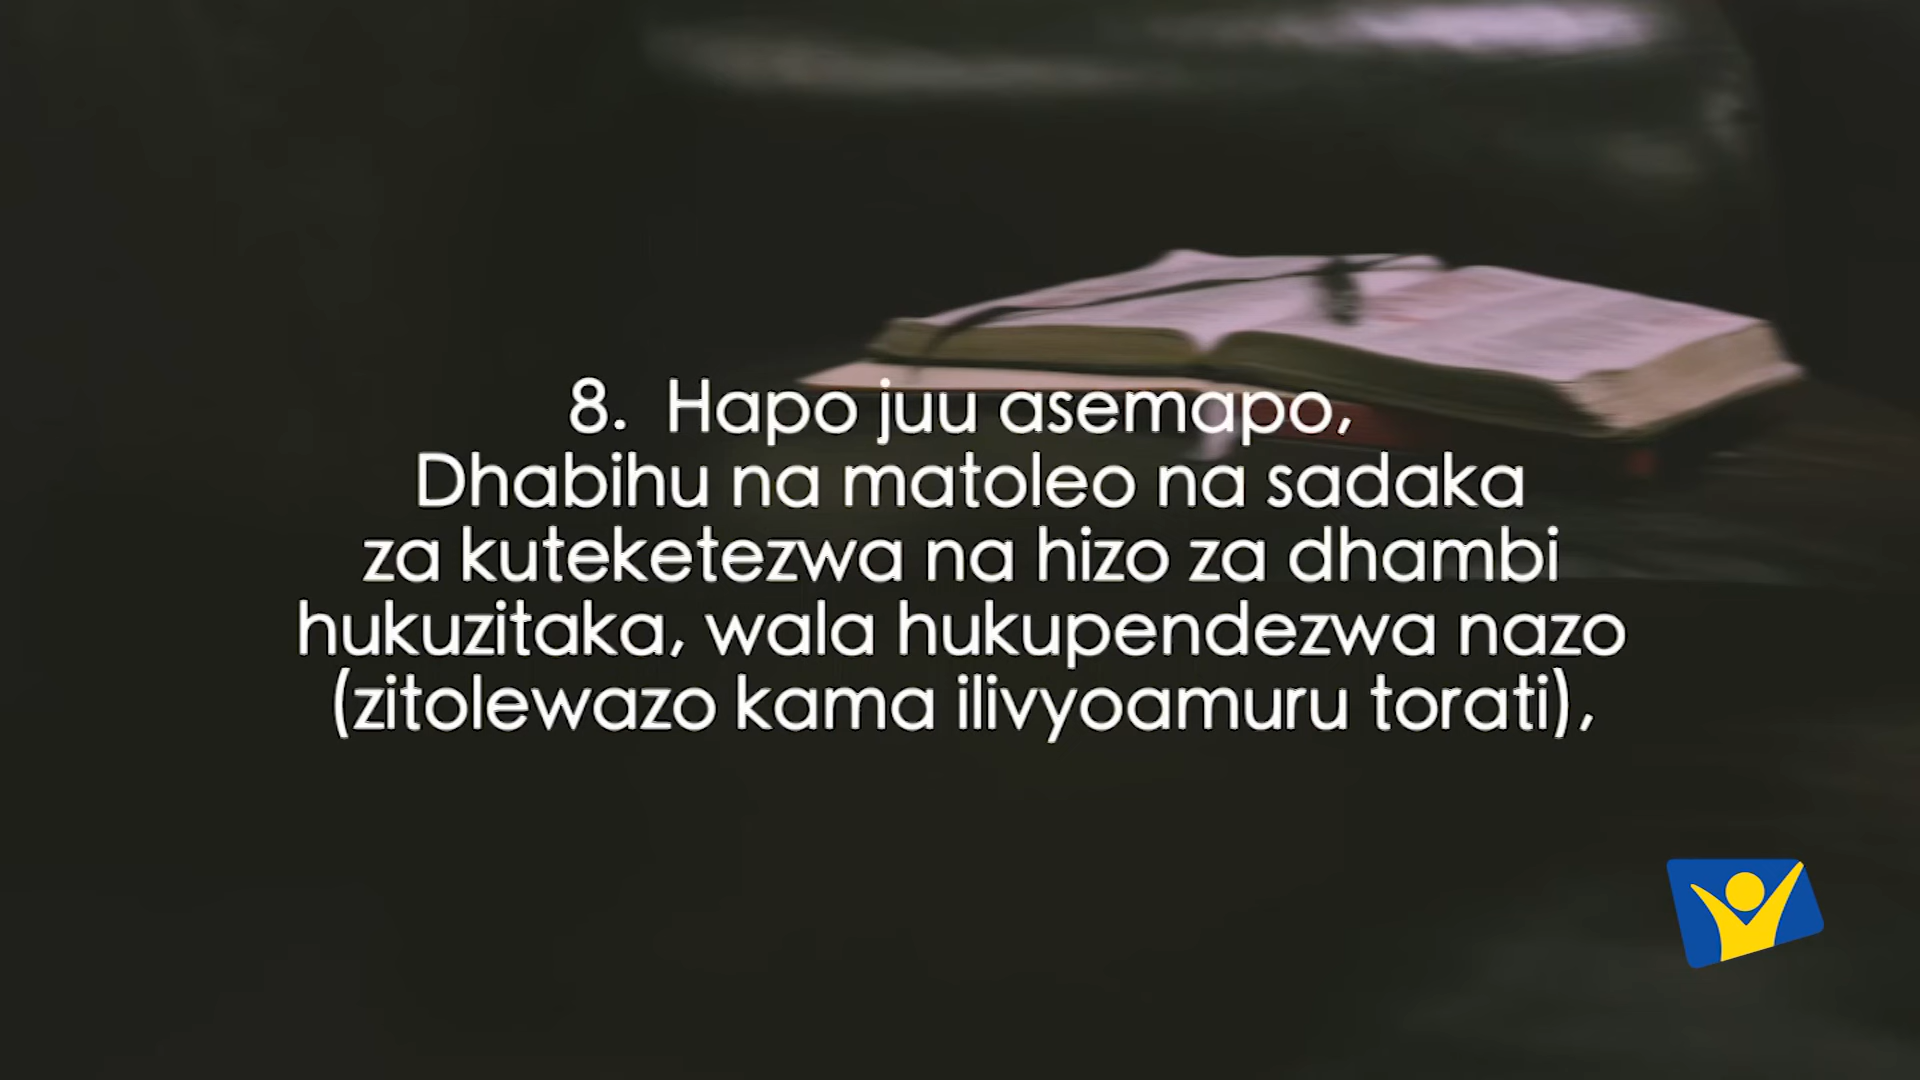 8. Hapo juu asemapo,
Dhabihu na matoleo na sadaka
za kuteketezwa na hizo za dhambi
hukuzitaka, wala hukupendezwa nazo
(zitolewazo kama ilivyoamuru torati),